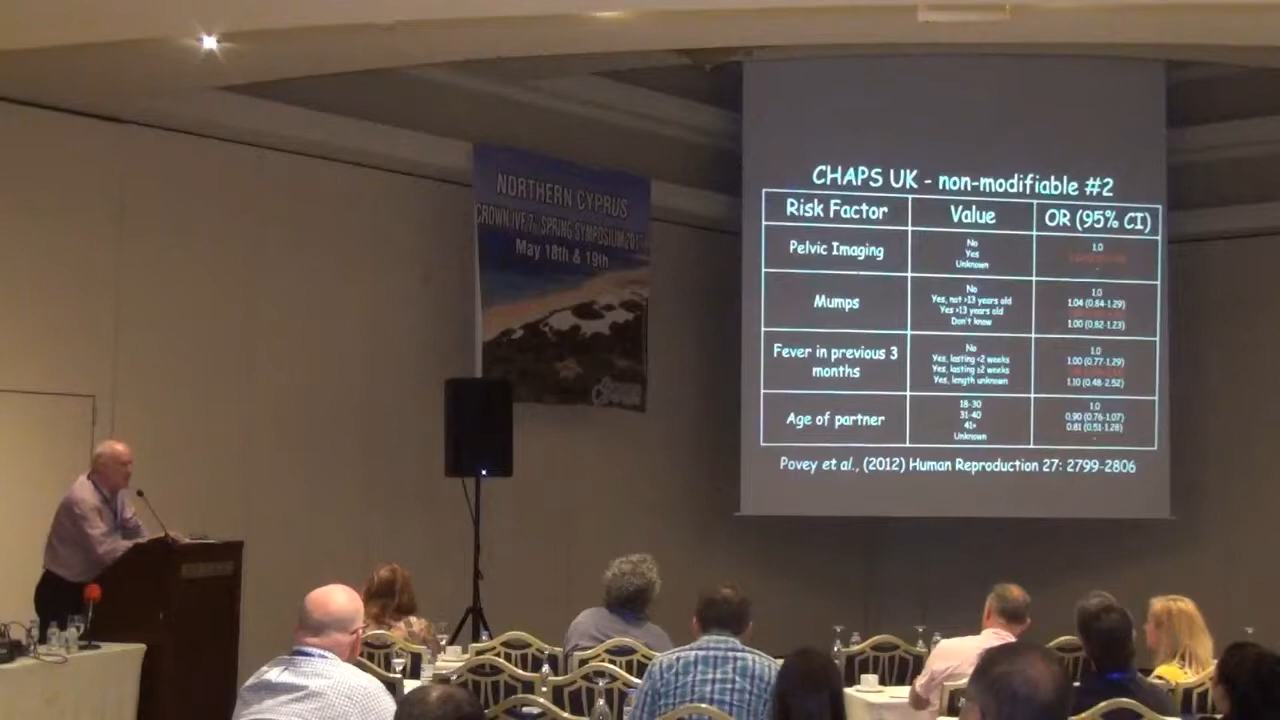 NORTHERN CYPRUS
CROWN IVF 7th SPRING SYMPOSIUM
May 18th & 19th
CHAPS UK - non-modifiable #2
Risk Factor Value OR (95% CI)
Pelvic Imaging
No
Yes
Unknown
1.0
-
Mumps
No
Yes, not >13 years old
Yes >13 years old
Don't know
1.0
1.04 (0.84-1.29)
1.00 (0.82-1.23)
Fever in previous 3
months
No
Yes, lasting <2 weeks
Yes, lasting ≥2 weeks
Yes, length unknown
1.0
1.00 (0.77-1.29)
1.10 (0.48-2.52)
Age of partner
18-30
31-40
41+
Unknown
1.0
0.90 (0.76-1.07)
0.81 (0.51-1.28)
-
Povey et al., (2012) Human Reproduction 27: 2799-2806